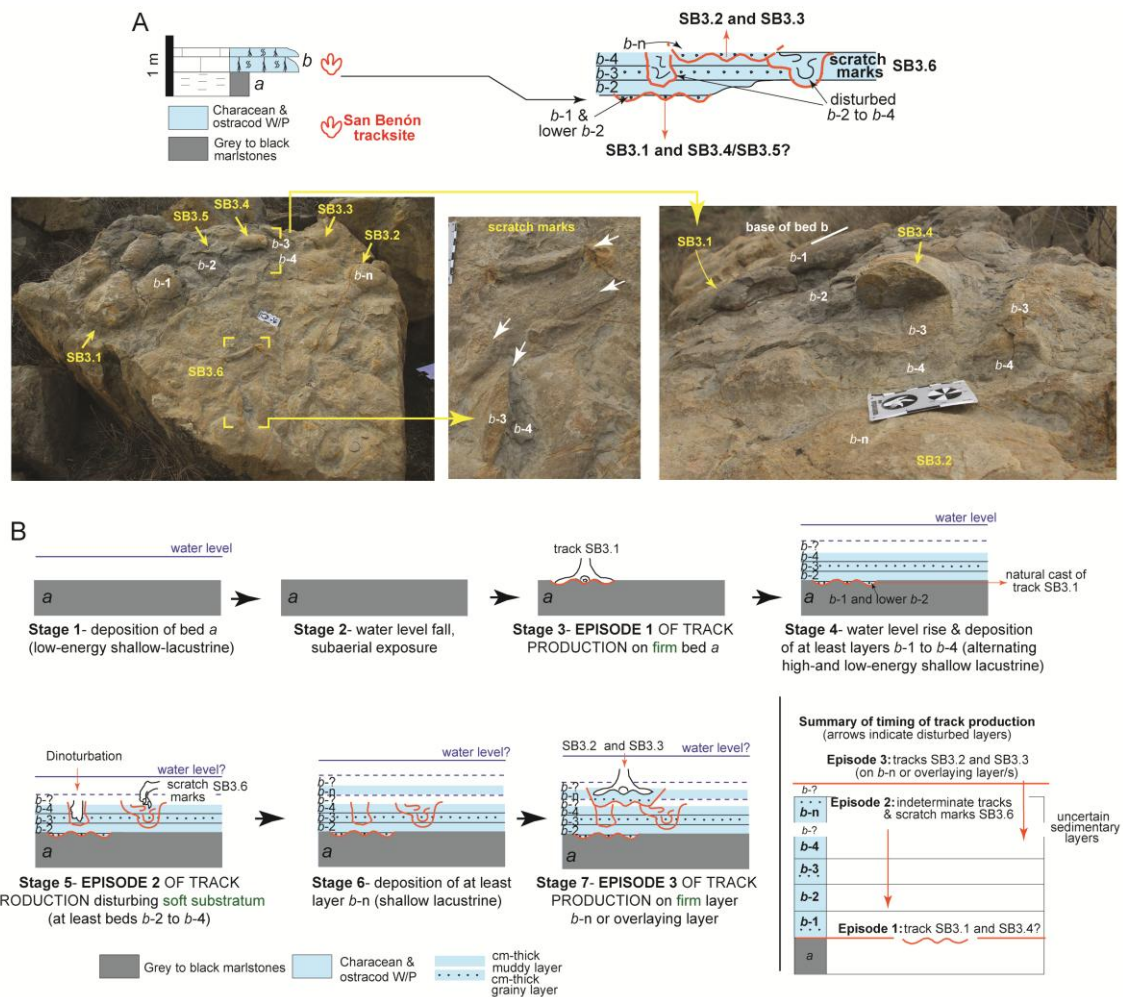 A
1 m
b
a
Characean &
ostracod W/P
Grey to black
marlstones
San Benón
tracksite
SB3.2 and SB3.3
b-n
b-4
b-3
b-2
scratch
marks
SB3.6
b-1 &
lower b-2
disturbed
b-2 to b-4
SB3.1 and SB3.4/SB3.5?
SB3.5
SB3.4
SB3.3
SB3.2
b-3
b-4
b-2
b-n
b-1
SB3.1
SB3.6
scratch marks
b-3
b-4
SB3.1
base of bed b
SB3.4
b-1
b-2
b-3
b-3
b-4
b-4
b-n
SB3.2
B
water level
a
Stage 1- deposition of bed a
(low-energy shallow-lacustrine)
a
Stage 2- water level fall,
subaerial exposure
track SB3.1
a
Stage 3- EPISODE 1 OF TRACK
PRODUCTION on firm bed a
water level
b-?
b-4
b-3
b-2
a
b-1 and lower b-2
natural cast of
track SB3.1
Stage 4- water level rise & deposition
of at least layers b-1 to b-4 (alternating
high-and low-energy shallow lacustrine)
Dinoturbation
water level?
scratch
marks
SB3.6
b-?
b-4
b-3
b-2
a
Stage 5- EPISODE 2 OF TRACK
RODUCTION disturbing soft substratum
(at least beds b-2 to b-4)
water level?
b-?
b-n
b-?
b-4
b-3
b-2
a
Stage 6- deposition of at least
layer b-n (shallow lacustrine)
SB3.2 and SB3.3
water level?
b-?
b-n
b-?
b-4
b-3
b-2
a
Stage 7- EPISODE 3 OF TRACK
PRODUCTION on firm layer
b-n or overlaying layer
Summary of timing of track production
(arrows indicate disturbed layers)
Episode 3: tracks SB3.2 and SB3.3
(on b-n or overlaying layer/s)
b-?
b-n
b-?
b-4
b-3
b-2
b-1
a
Episode 2: indeterminate tracks
& scratch marks SB3.6
uncertain
sedimentary
layers
Episode 1: track SB3.1 and SB3.4?
Grey to black marlstones
Characean &
ostracod W/P
cm-thick
muddy layer
cm-thick
grainy layer